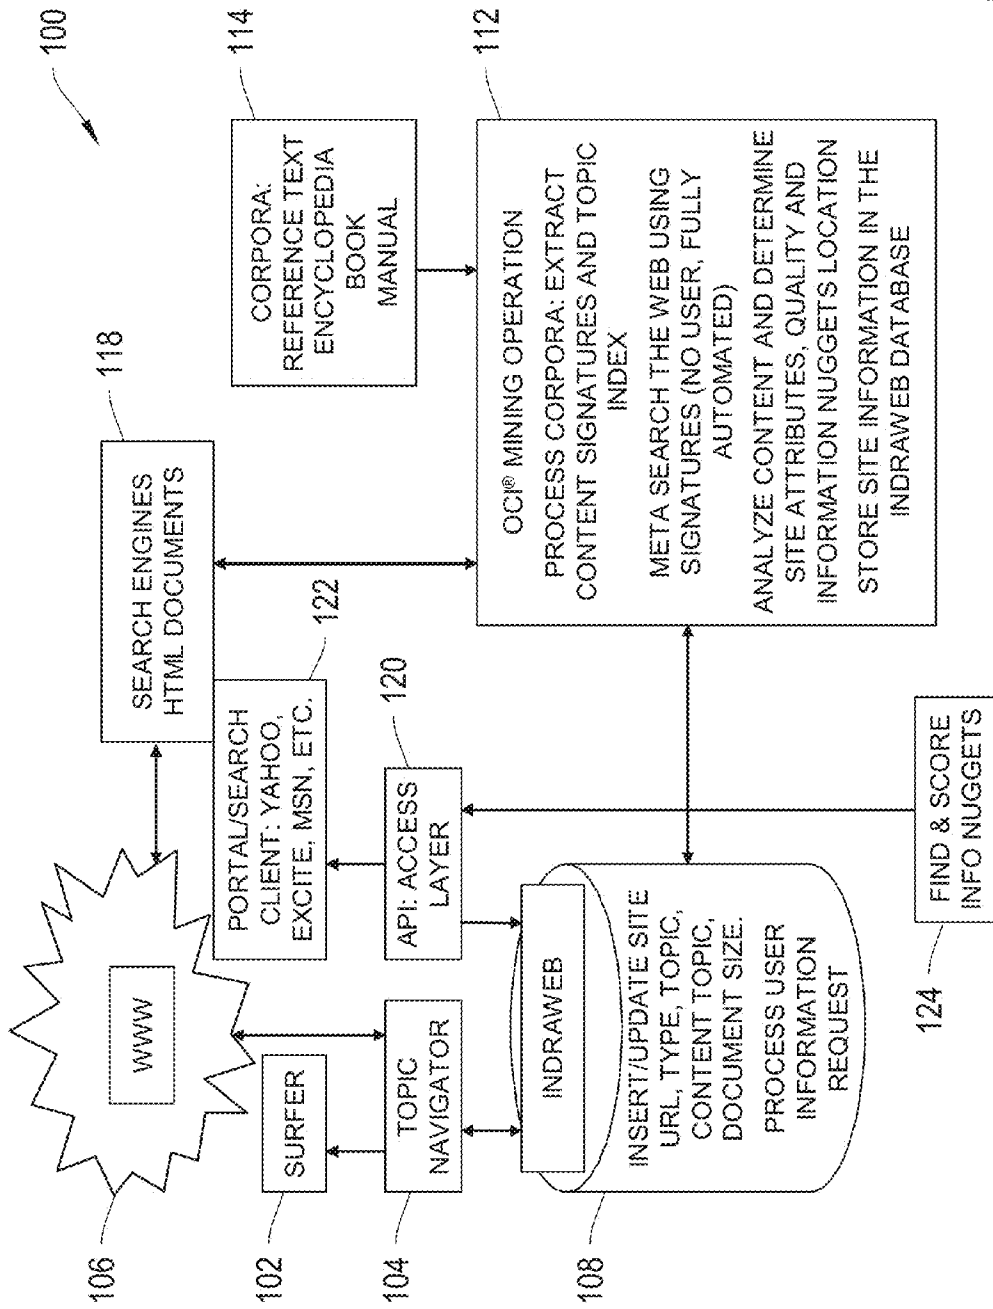 100
106
WWW
118
SEARCH ENGINES
HTML DOCUMENTS
114
CORPORA:
REFERENCE TEXT
ENCYCLOPEDIA
BOOK
MANUAL
102
SURFER
122
PORTAL/SEARCH
CLIENT: YAHOO,
EXCITE, MSN, ETC.
104
TOPIC
NAVIGATOR
120
API: ACCESS
LAYER
112
OCI® MINING OPERATION
PROCESS CORPORA: EXTRACT
CONTENT SIGNATURES AND TOPIC
INDEX
META SEARCH THE WEB USING
SIGNATURES (NO USER, FULLY
AUTOMATED)
ANALYZE CONTENT AND DETERMINE
SITE ATTRIBUTES, QUALITY AND
INFORMATION NUGGETS LOCATION
STORE SITE INFORMATION IN THE
INDRAWEB DATABASE
108
INDRAWEB
INSERT/UPDATE SITE
URL, TYPE, TOPIC,
CONTENT TOPIC,
DOCUMENT SIZE.
PROCESS USER
INFORMATION
REQUEST
124
FIND & SCORE
INFO NUGGETS